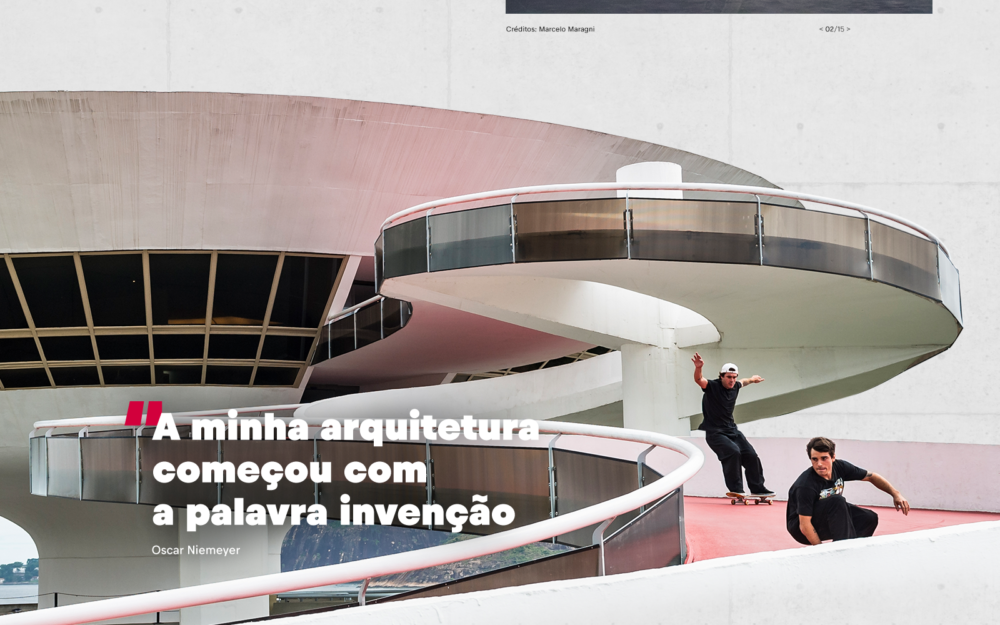 Créditos: Marcelo Maragni
< 02/15 >
"A minha arquitetura
começou com
a palavra invenção
Oscar Niemeyer